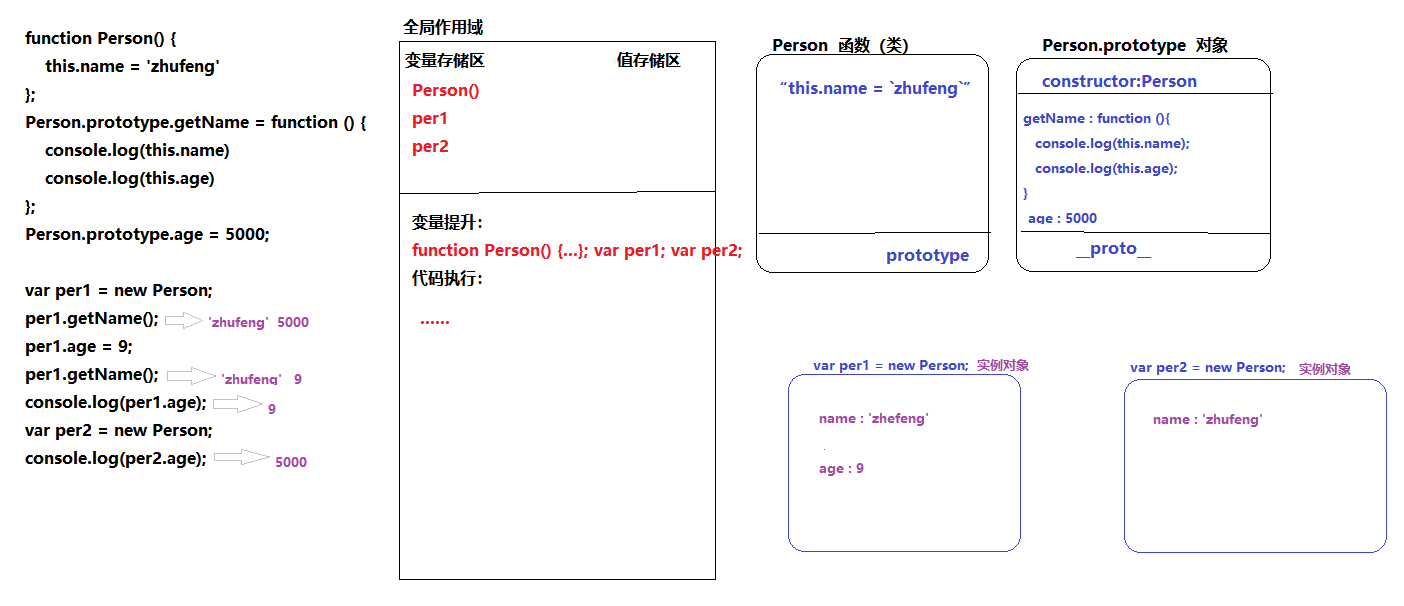 function Person() {
this.name = 'zhufeng'
};
Person.prototype.getName = function () {
console.log(this.name)
console.log(this.age)
};
Person.prototype.age = 5000;
var per1 = new Person;
per1.getName(); 'zhufeng' 5000
per1.age = 9;
per1.getName(); 'zhufeng' 9
console.log(per1.age); 9
var per2 = new Person;
console.log(per2.age); 5000
全局作用域
变量存储区 值存储区
Person()
per1
per2
变量提升：
function Person() {...}; var per1; var per2;
代码执行：
......
Person 函数 (类)
“this.name = `zhufeng`”
prototype
Person.prototype 对象
constructor:Person
getName : function (){
console.log(this.name);
console.log(this.age);
}
age : 5000
__proto__
var per1 = new Person; 实例对象
name : 'zhefeng'
age : 9
var per2 = new Person; 实例对象
name : 'zhufeng'